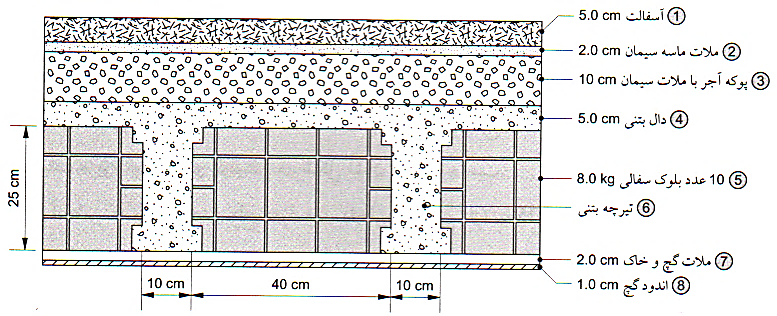 ① آسفالت 5.0 cm
② ملات ماسه سیمان 2.0 cm
③ پوکه آجر با ملات سیمان 10 cm
④ دال بتنی 5.0 cm
⑤ 10 عدد بلوک سفالی 8.0 kg
⑥ تیرچه بتنی
⑦ ملات گچ و خاک 2.0 cm
⑧ اندود گچ 1.0 cm
25 cm
10 cm 40 cm 10 cm